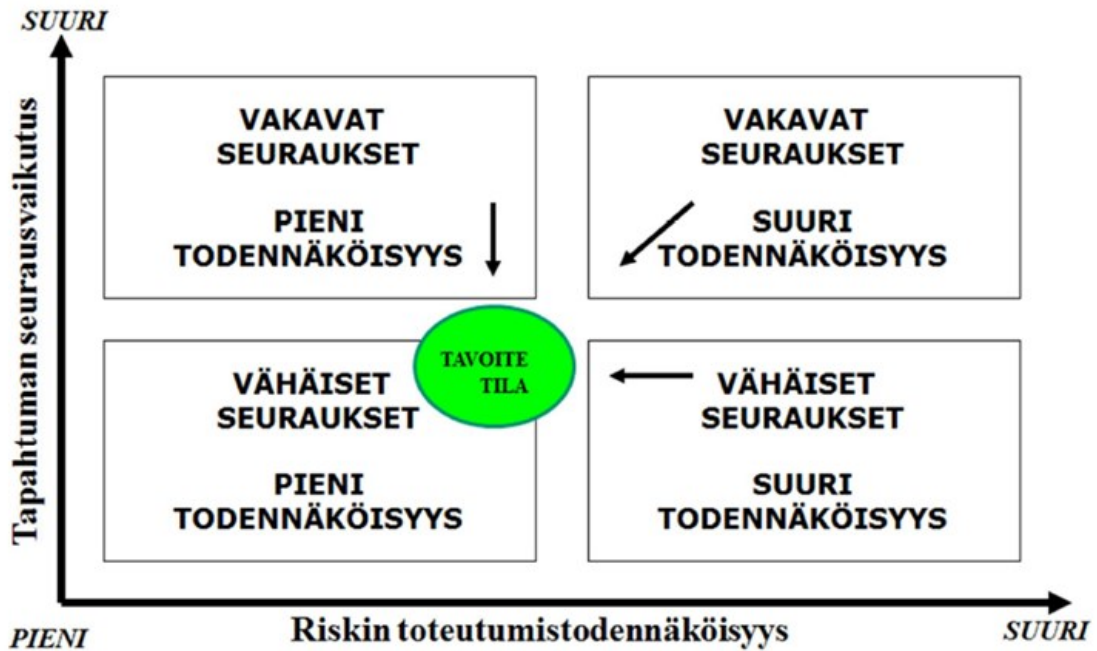 SUURI
Tapahtuman seurausvaikutus
VAKAVAT
SEURAUKSET
PIENI
TODENNÄKÖISYYS
VAKAVAT
SEURAUKSET
SUURI
TODENNÄKÖISYYS
TAVOITE
TILA
VÄHÄISET
SEURAUKSET
PIENI
TODENNÄKÖISYYS
VÄHÄISET
SEURAUKSET
SUURI
TODENNÄKÖISYYS
PIENI
Riskin toteutumistodennäköisyys
SUURI